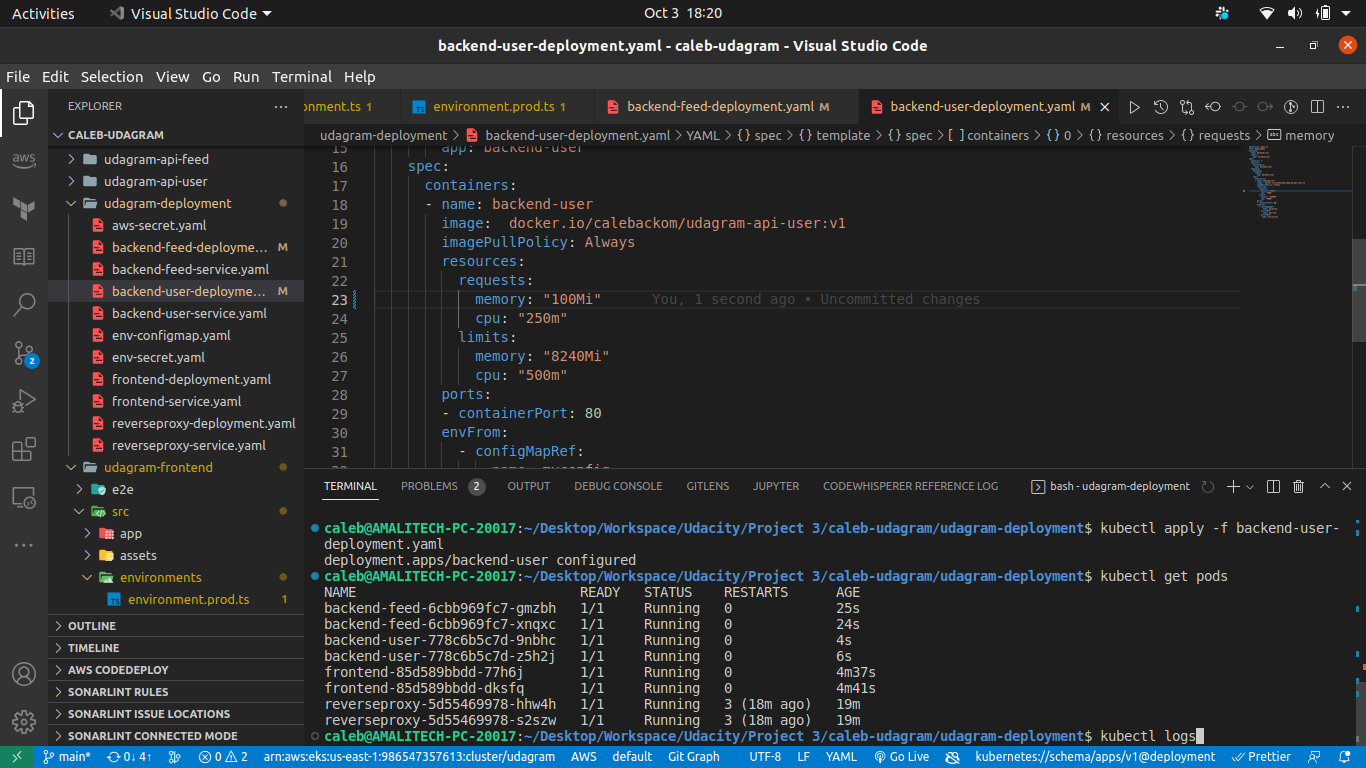 Activities Visual Studio Code Oct 3 18:20
backend-user-deployment.yaml - caleb-udagram - Visual Studio Code
File Edit Selection View Go Run Terminal Help
EXPLORER
CALEB-UDAGRAM
udagram-api-feed
udagram-api-user
udagram-deployment
aws-secret.yaml
backend-feed-deployme... M
backend-feed-service.yaml
backend-user-deployme... M
backend-user-service.yaml
env-configmap.yaml
env-secret.yaml
frontend-deployment.yaml
frontend-service.yaml
reverseproxy-deployment.yaml
reverseproxy-service.yaml
udagram-frontend
e2e
src
app
assets
environments
environment.prod.ts 1
OUTLINE
TIMELINE
AWS CODEDEPLOY
SONARLINT RULES
SONARLINT ISSUE LOCATIONS
SONARLINT CONNECTED MODE
aws
2
onment.ts 1 TS environment.prod.ts 1 backend-feed-deployment.yaml M backend-user-deployment.yaml M
udagram-deployment > backend-user-deployment.yaml > YAML > {} spec > {} template > {} spec > [ ] containers > {} 0 > {} resources > {} requests > abc memory
15 app: backend-user
16 spec:
17 containers:
18 - name: backend-user
19 image:  docker.io/calebackom/udagram-api-user:v1
20 imagePullPolicy: Always
21 resources:
22 requests:
23 memory: "100Mi" You, 1 second ago • Uncommitted changes
24 cpu: "250m"
25 limits:
26 memory: "8240Mi"
27 cpu: "500m"
28 ports:
29 - containerPort: 80
30 envFrom:
31 - configMapRef:
TERMINAL PROBLEMS 2 OUTPUT DEBUG CONSOLE GITLENS JUPYTER CODEWHISPERER REFERENCE LOG bash - udagram-deployment
caleb@AMALITECH-PC-20017:~/Desktop/Workspace/Udacity/Project 3/caleb-udagram/udagram-deployment$ kubectl apply -f backend-user-
deployment.yaml
deployment.apps/backend-user configured
caleb@AMALITECH-PC-20017:~/Desktop/Workspace/Udacity/Project 3/caleb-udagram/udagram-deployment$ kubectl get pods
NAME READY STATUS RESTARTS AGE
backend-feed-6cbb969fc7-gmzbh 1/1 Running 0 25s
backend-feed-6cbb969fc7-xnqxc 1/1 Running 0 24s
backend-user-778c6b5c7d-9nbhc 1/1 Running 0 4s
backend-user-778c6b5c7d-z5h2j 1/1 Running 0 6s
frontend-85d589bbdd-77h6j 1/1 Running 0 4m37s
frontend-85d589bbdd-dksfq 1/1 Running 0 4m41s
reverseproxy-5d55469978-hhw4h 1/1 Running 3 (18m ago) 19m
reverseproxy-5d55469978-s2szw 1/1 Running 3 (18m ago) 19m
caleb@AMALITECH-PC-20017:~/Desktop/Workspace/Udacity/Project 3/caleb-udagram/udagram-deployment$ kubectl logs
main* 0↓ 4↑ 0 2 arn:aws:eks:us-east-1:986547357613:cluster/udagram AWS default Git Graph UTF-8 LF YAML Go Live kubernetes://schema/apps/v1@deployment Prettier